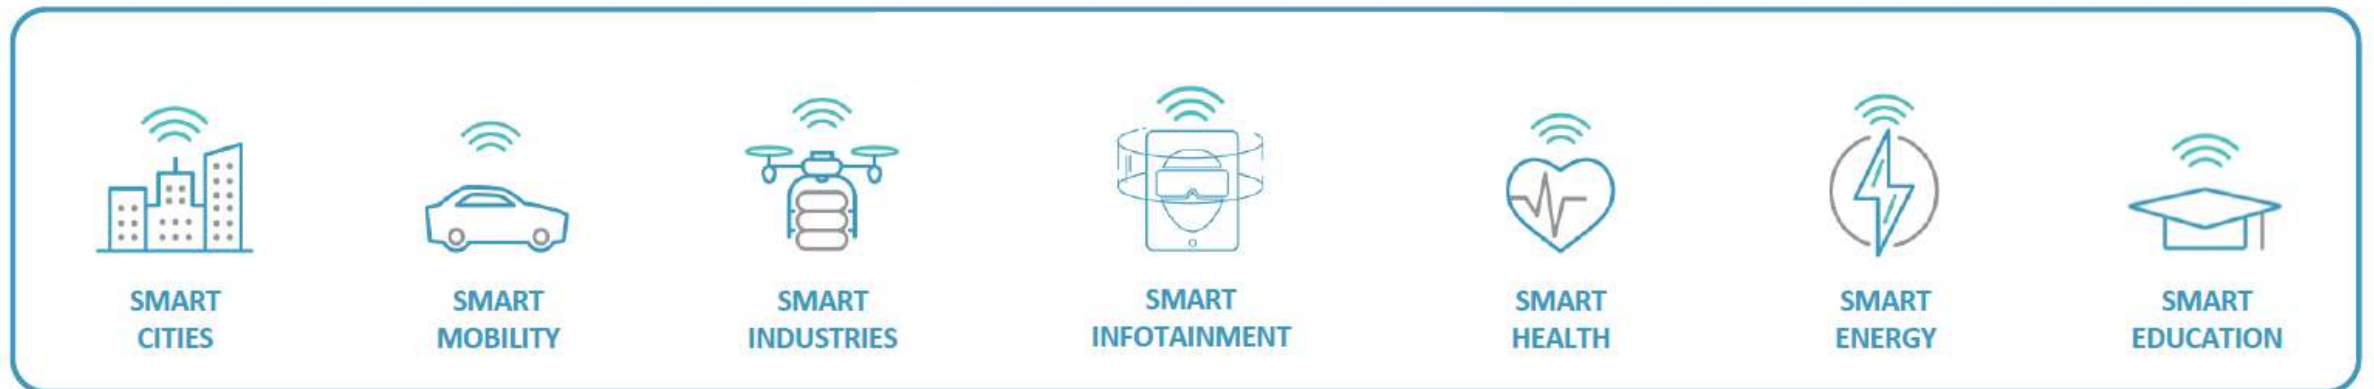 SMART
CITIES
SMART
MOBILITY
SMART
INDUSTRIES
SMART
INFOTAINMENT
SMART
HEALTH
SMART
ENERGY
SMART
EDUCATION